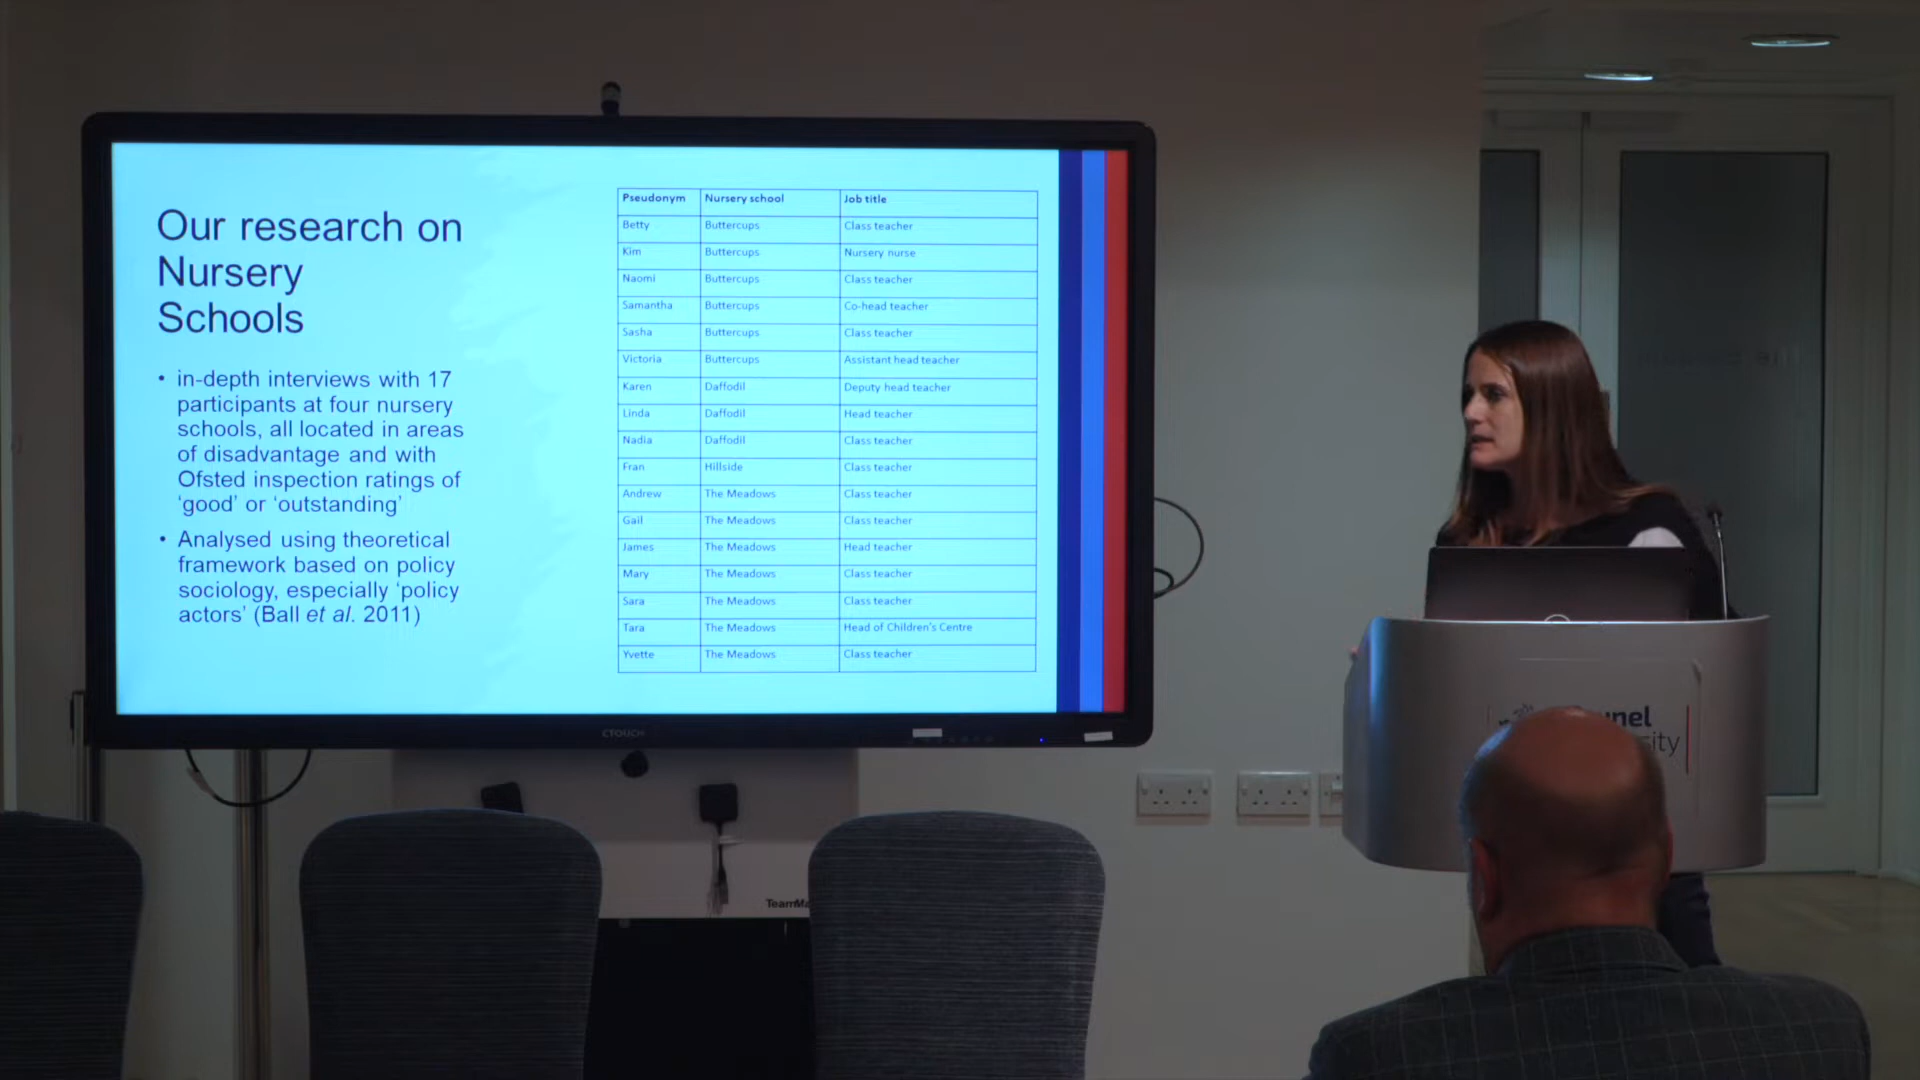 Our research on
Nursery
Schools
• in-depth interviews with 17
participants at four nursery
schools, all located in areas
of disadvantage and with
Ofsted inspection ratings of
‘good’ or ‘outstanding’
• Analysed using theoretical
framework based on policy
sociology, especially ‘policy
actors’ (Ball et al. 2011)
Pseudonym Nursery school Job title
Betty Buttercups Class teacher
Kim Buttercups Nursery nurse
Naomi Buttercups Class teacher
Samantha Buttercups Co-head teacher
Sasha Buttercups Class teacher
Victoria Buttercups Assistant head teacher
Karen Daffodil Deputy head teacher
Linda Daffodil Head teacher
Nadia Daffodil Class teacher
Fran Hillside Class teacher
Andrew The Meadows Class teacher
Gail The Meadows Class teacher
James The Meadows Head teacher
Mary The Meadows Class teacher
Sara The Meadows Class teacher
Tara The Meadows Head of Children’s Centre
Yvette The Meadows Class teacher
CTOUCH